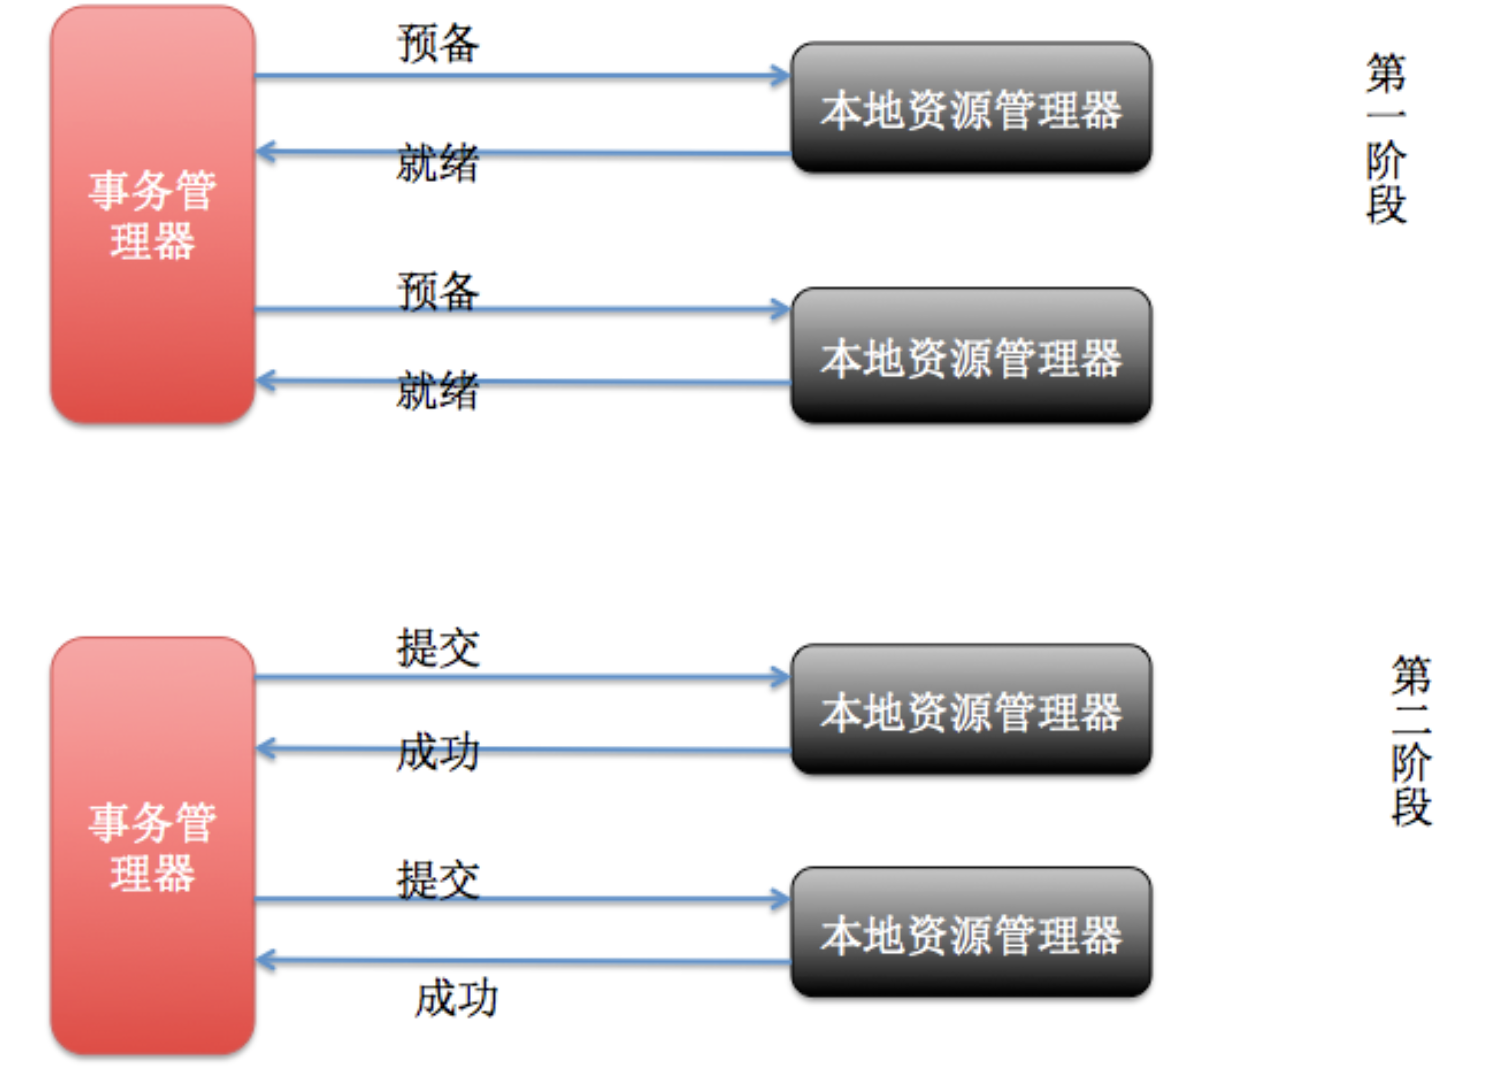 预备
本地资源管理器
第一阶段
就绪
事务管
理器
预备
本地资源管理器
就绪
提交
本地资源管理器
第二阶段
成功
事务管
理器
提交
本地资源管理器
成功